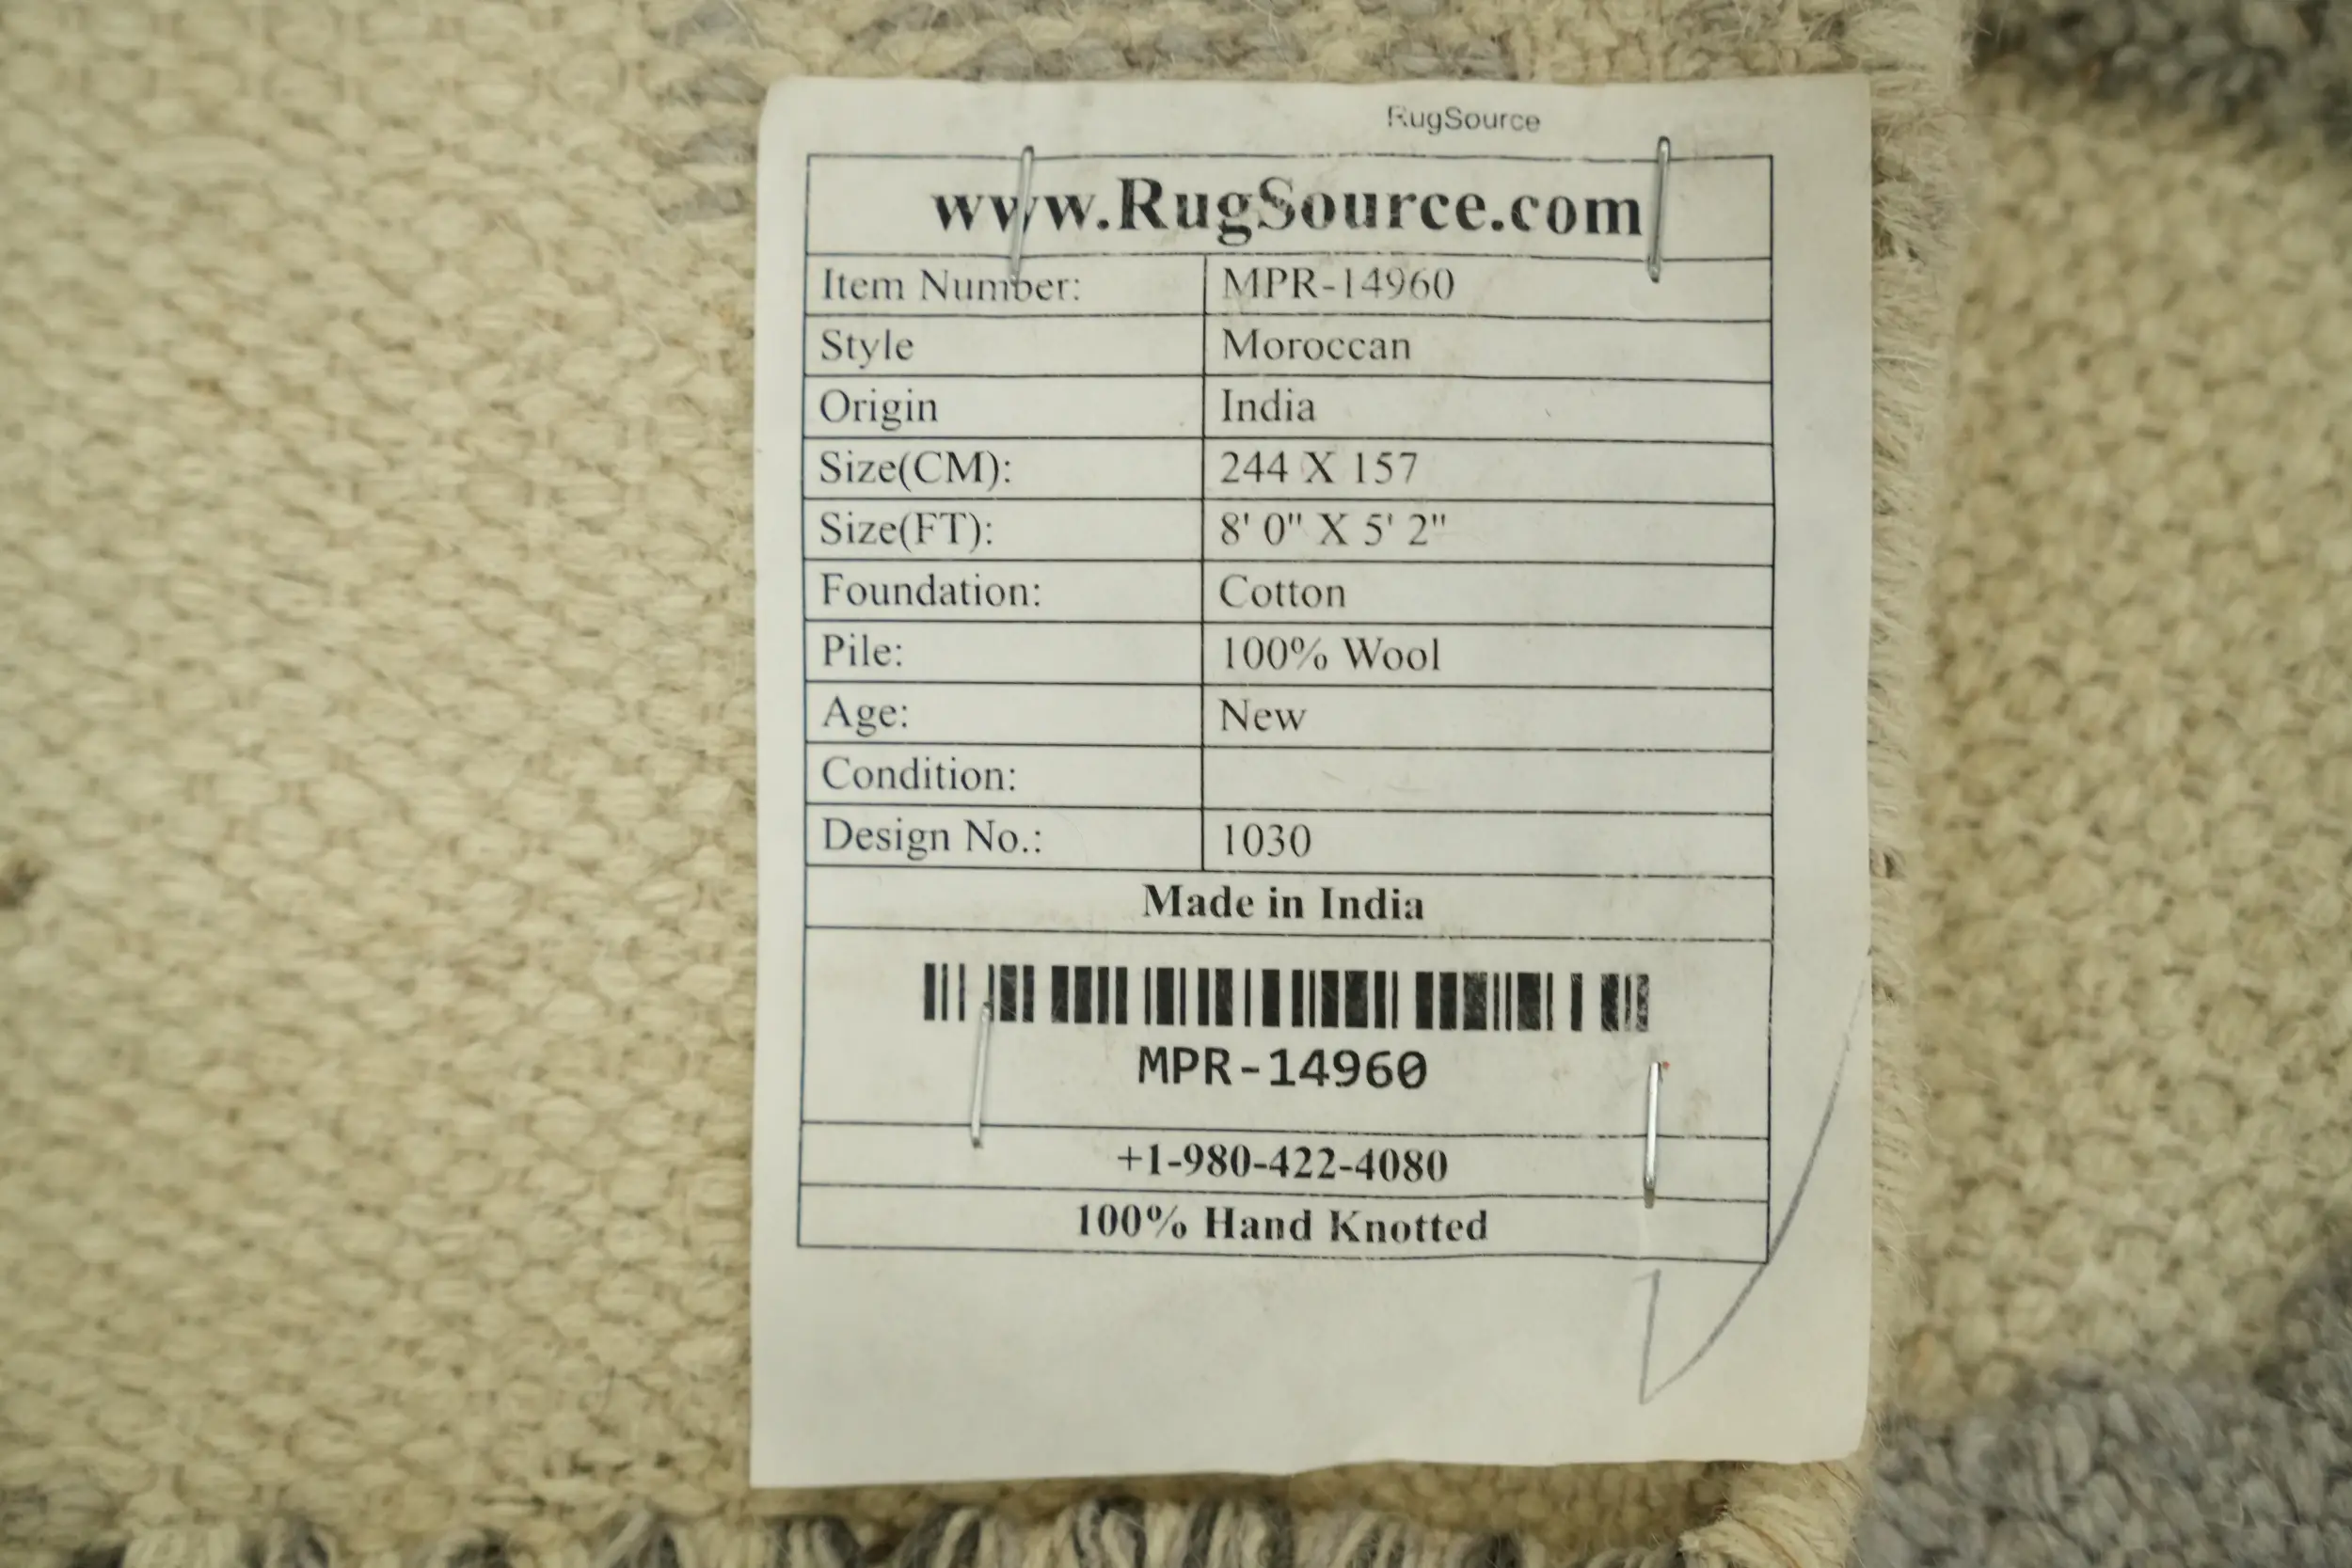 RugSource
www.RugSource.com
Item Number: MPR-14960
Style Moroccan
Origin India
Size(CM): 244 X 157
Size(FT): 8' 0" X 5' 2"
Foundation: Cotton
Pile: 100% Wool
Age: New
Condition:
Design No.: 1030
Made in India
MPR-14960
+1-980-422-4080
100% Hand Knotted